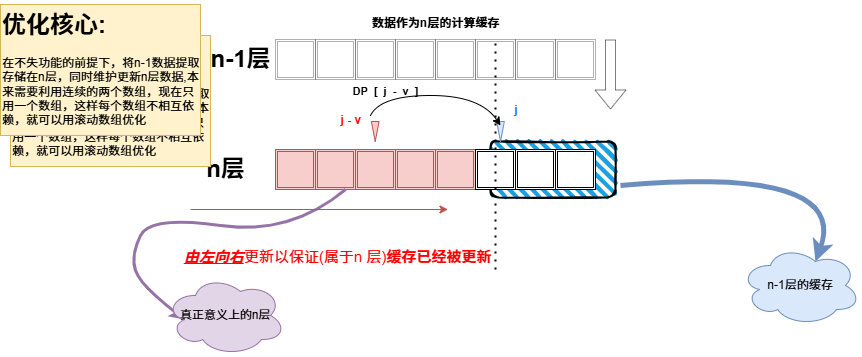 优化核心:
在不失功能的前提下，将n-1数据提取
存储在n层，同时维护更新n层数据,本
来需要利用连续的两个数组，现在只
用一个数组，这样每个数组不相互依
赖，就可以用滚动数组优化
取
本
只
用一个数组，这样每个数组不相互依
赖，就可以用滚动数组优化
数据作为n层的计算缓存
n-1层
DP [ j - v ]
j - v
j
n层
由左向右更新以保证(属于n 层)缓存已经被更新
真正意义上的n层
n-1层的缓存